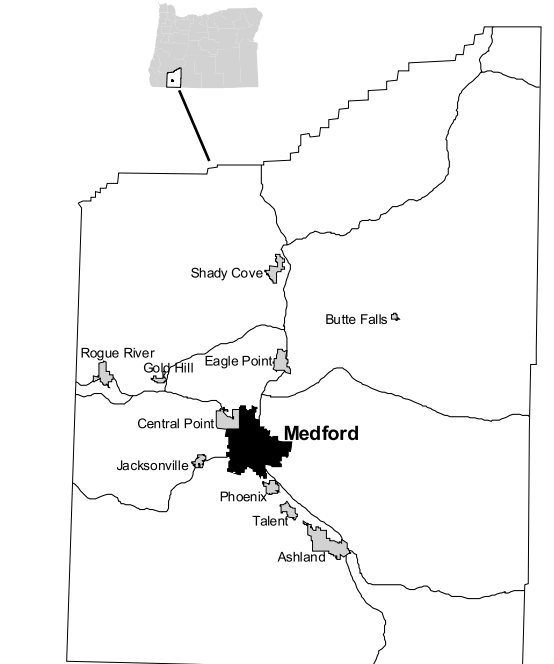 Shady Cove
Butte Falls
Rogue River
Gold Hill
Eagle Point
Central Point
Medford
Jacksonville
Phoenix
Talent
Ashland